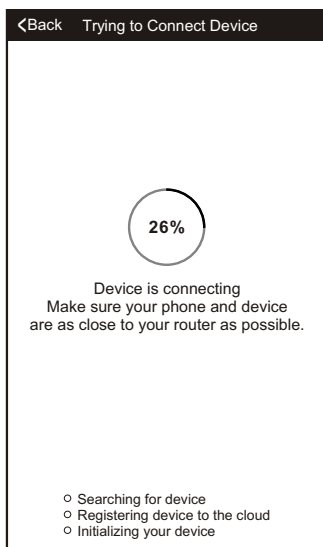 Back Trying to Connect Device
26%
Device is connecting
Make sure your phone and device
are as close to your router as possible.
Searching for device
Registering device to the cloud
Initializing your device